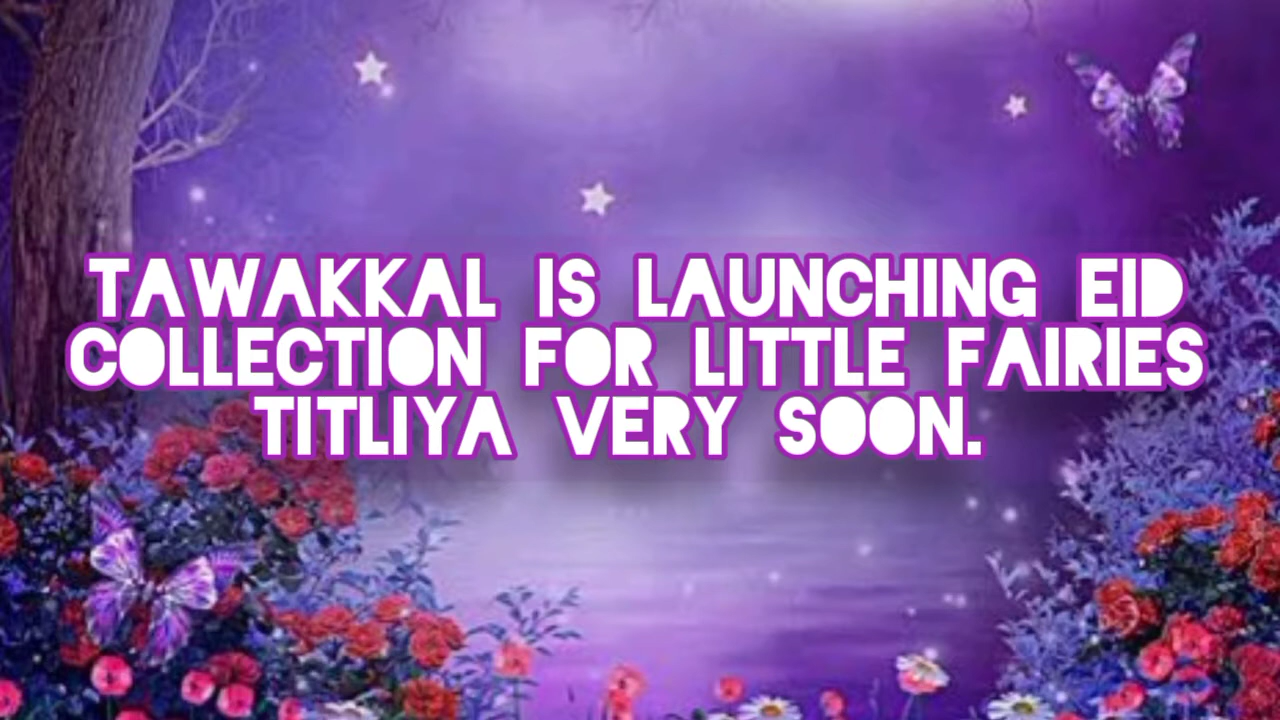 TAWAKKAL IS LAUNCHING EID
COLLECTION FOR LITTLE FAIRIES
TITLIYA VERY SOON.